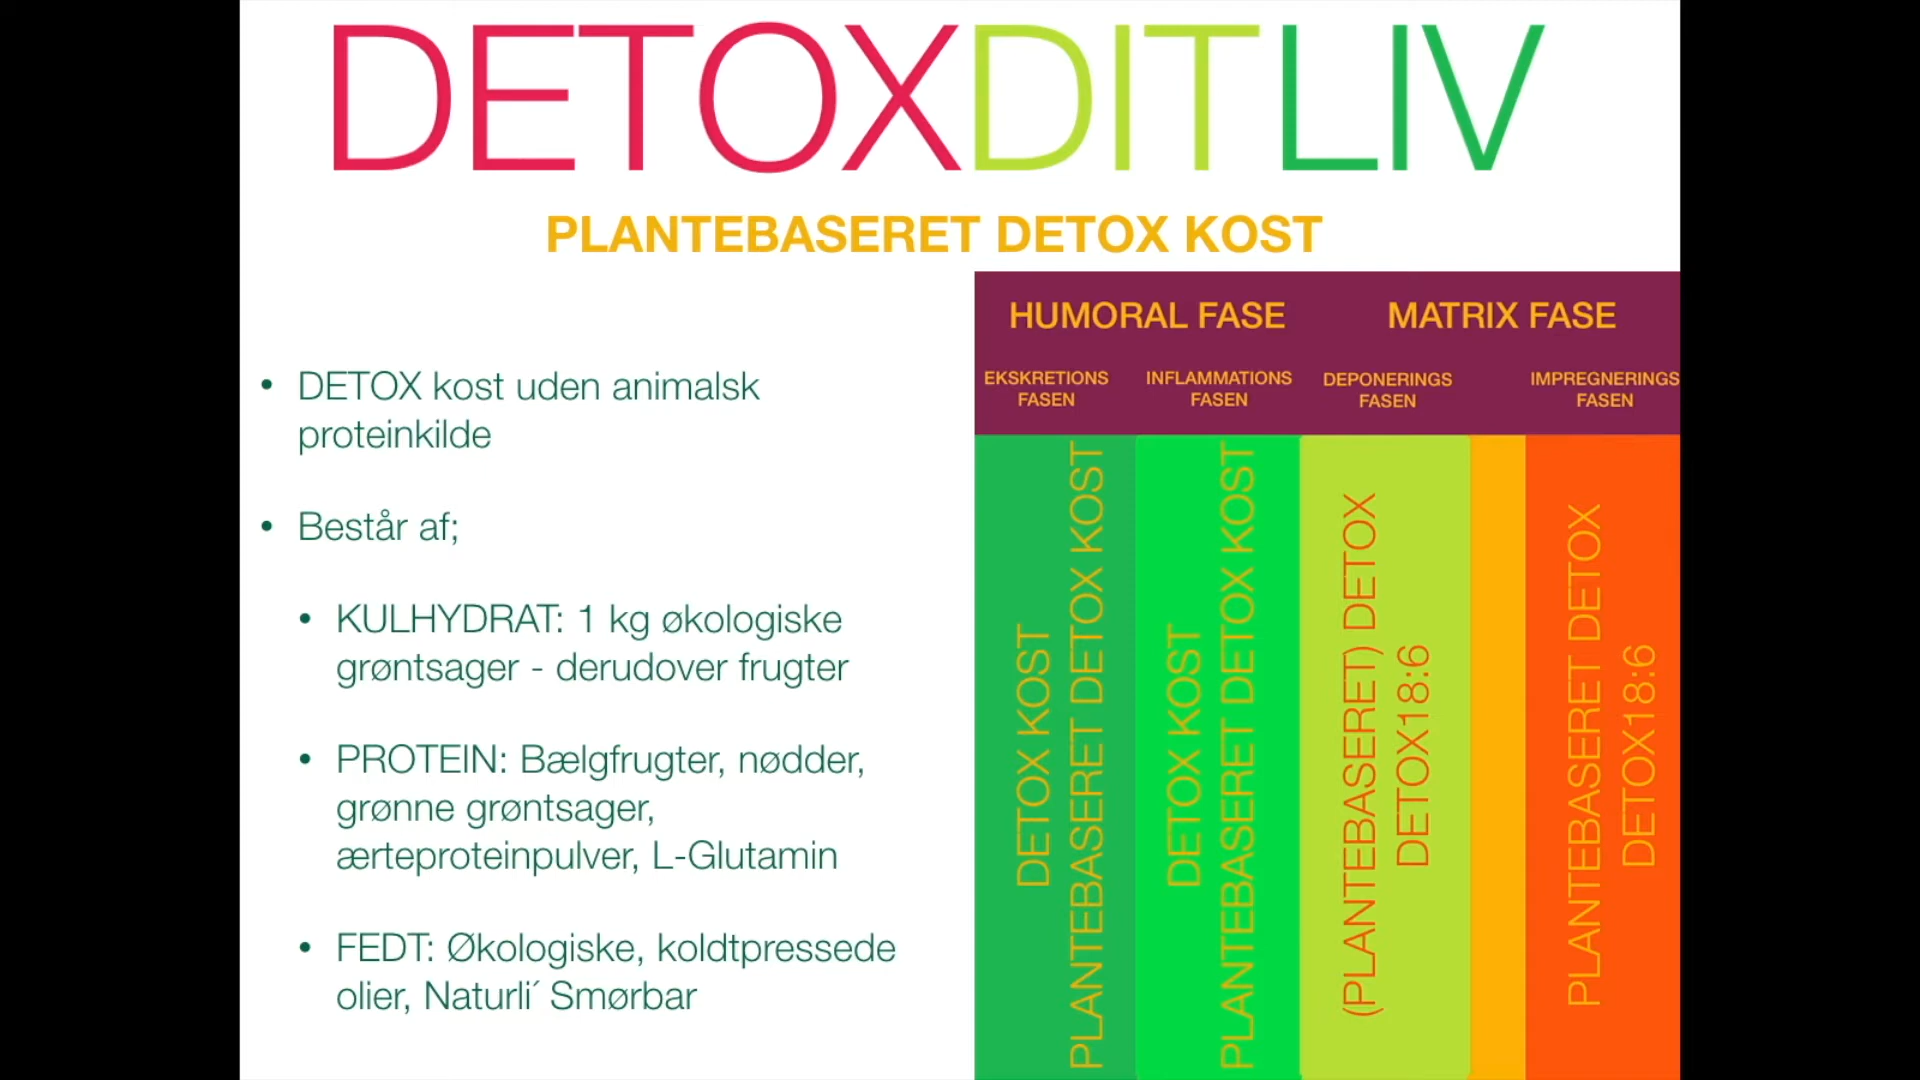 DETOXDITLIV
PLANTEBASERET DETOX KOST
• DETOX kost uden animalsk
proteinkilde
• Består af;
• KULHYDRAT: 1 kg økologiske
grøntsager - derudover frugter
• PROTEIN: Bælgfrugter, nødder,
grønne grøntsager,
ærteproteinpulver, L-Glutamin
• FEDT: Økologiske, koldtpressede
olier, Naturli´ Smørbar
HUMORAL FASE
MATRIX FASE
EKSKRETIONS
FASEN
INFLAMMATIONS
FASEN
DEPONERINGS
FASEN
IMPREGNERINGS
FASEN
DETOX KOST
PLANTEBASERET DETOX KOST
DETOX KOST
PLANTEBASERET DETOX KOST
(PLANTEBASERET) DETOX
DETOX18:6
PLANTEBASERET DETOX
DETOX18:6